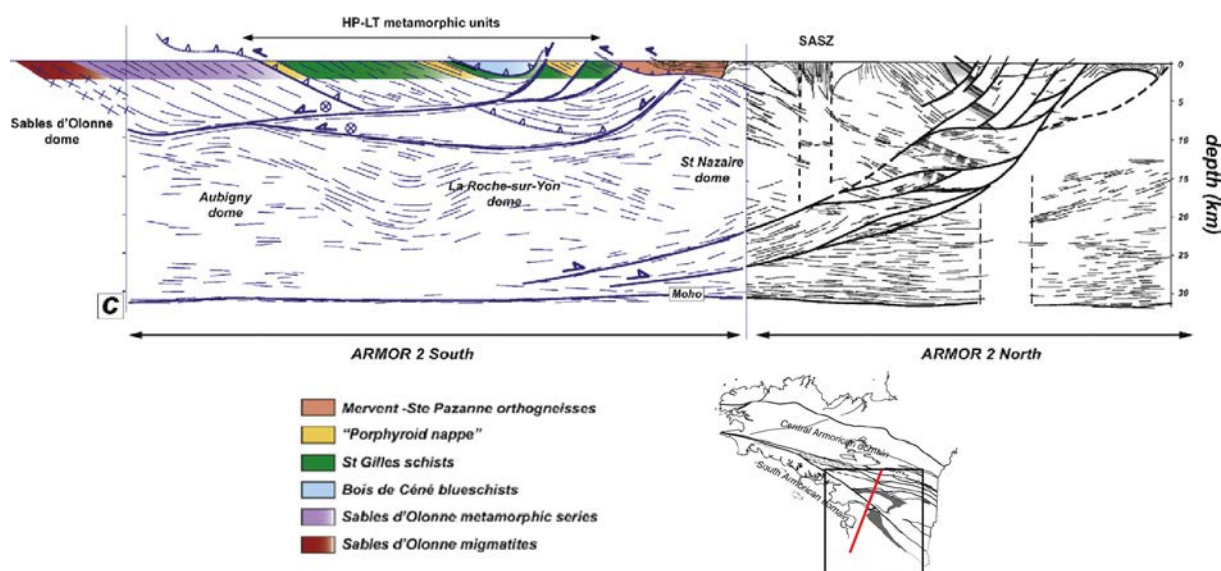 HP-LT metamorphic units
SASZ
Sables d'Olonne
dome
Aubigny
dome
La Roche-sur-Yon
dome
St Nazaire
dome
Moho
C
0
5
10
15
20
25
30
depth (km)
ARMOR 2 South
ARMOR 2 North
Mervent -Ste Pazanne orthogneisses
"Porphyroid nappe"
St Gilles schists
Bois de Céné blueschists
Sables d'Olonne metamorphic series
Sables d'Olonne migmatites
Central Armorican domain
South Armorican domain